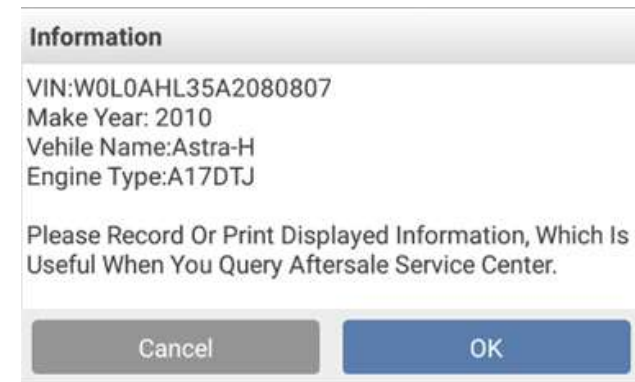 Information
VIN:W0L0AHL35A2080807
Make Year: 2010
Vehile Name:Astra-H
Engine Type:A17DTJ
Please Record Or Print Displayed Information, Which Is
Useful When You Query Aftersale Service Center.
Cancel
OK